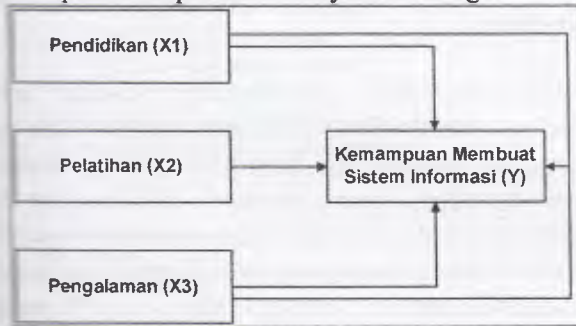 Pendidikan (X1)
Pelatihan (X2)
Kemampuan Membuat
Sistem Informasi (Y)
Pengalaman (X3)